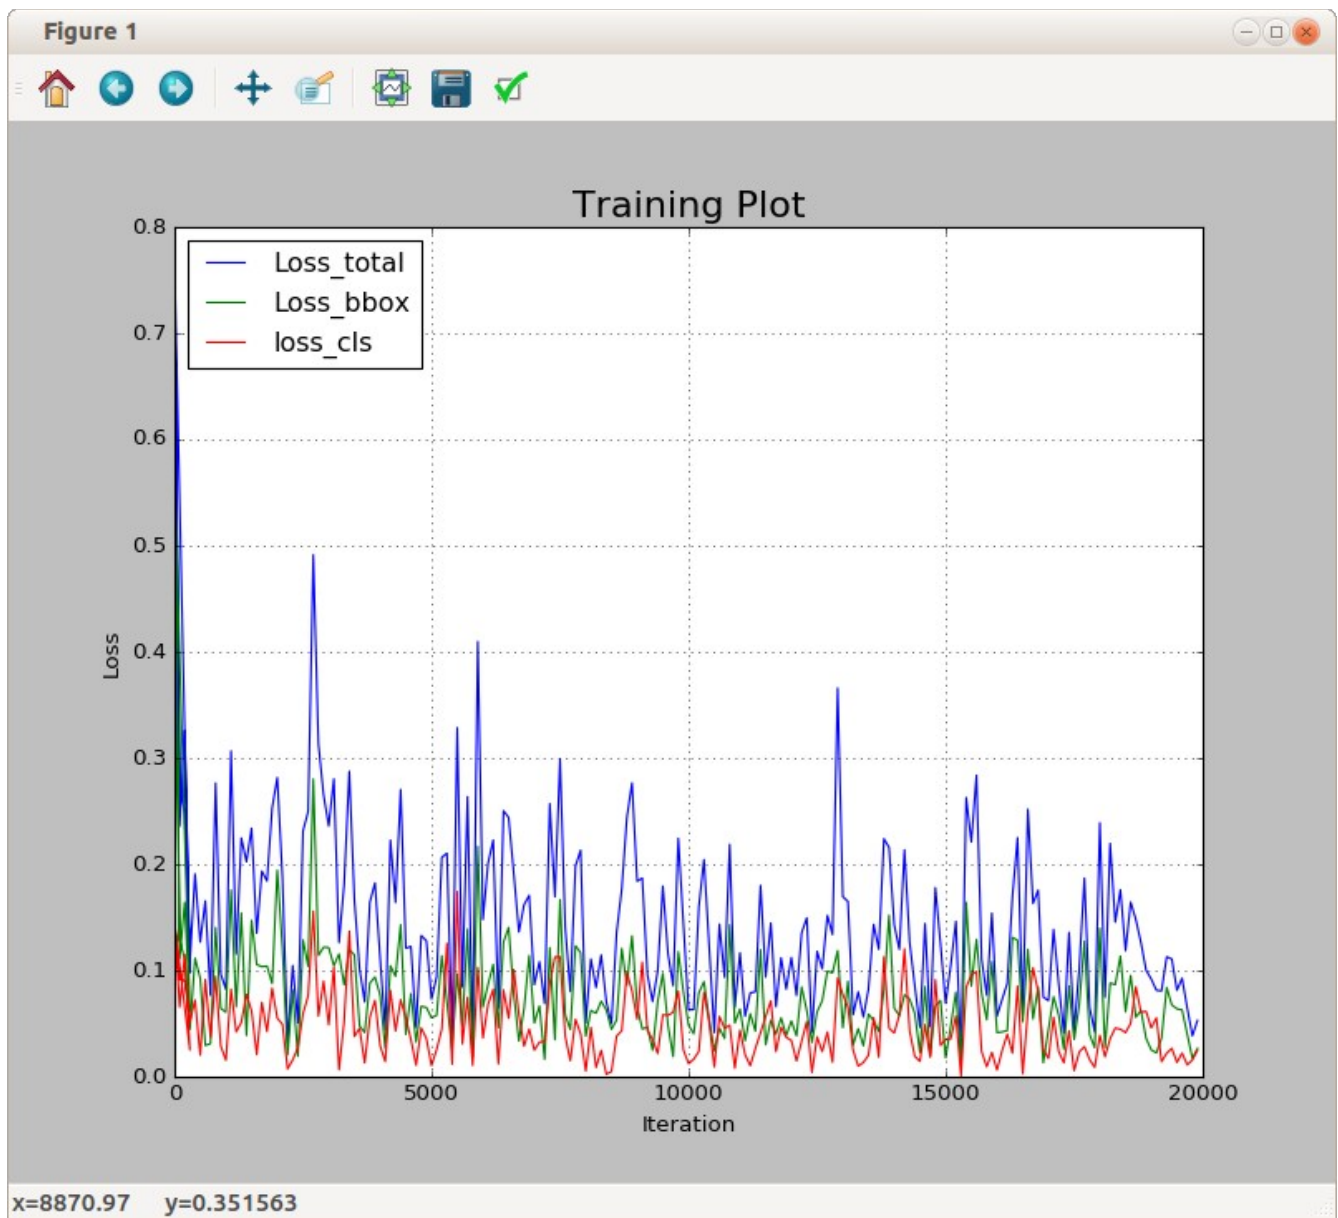 Figure 1
Training Plot
0.8
0.7
0.6
0.5
0.4
0.3
0.2
0.1
0.0
Loss
Loss_total
Loss_bbox
loss_cls
0 5000 10000 15000 20000
Iteration
x=8870.97 y=0.351563